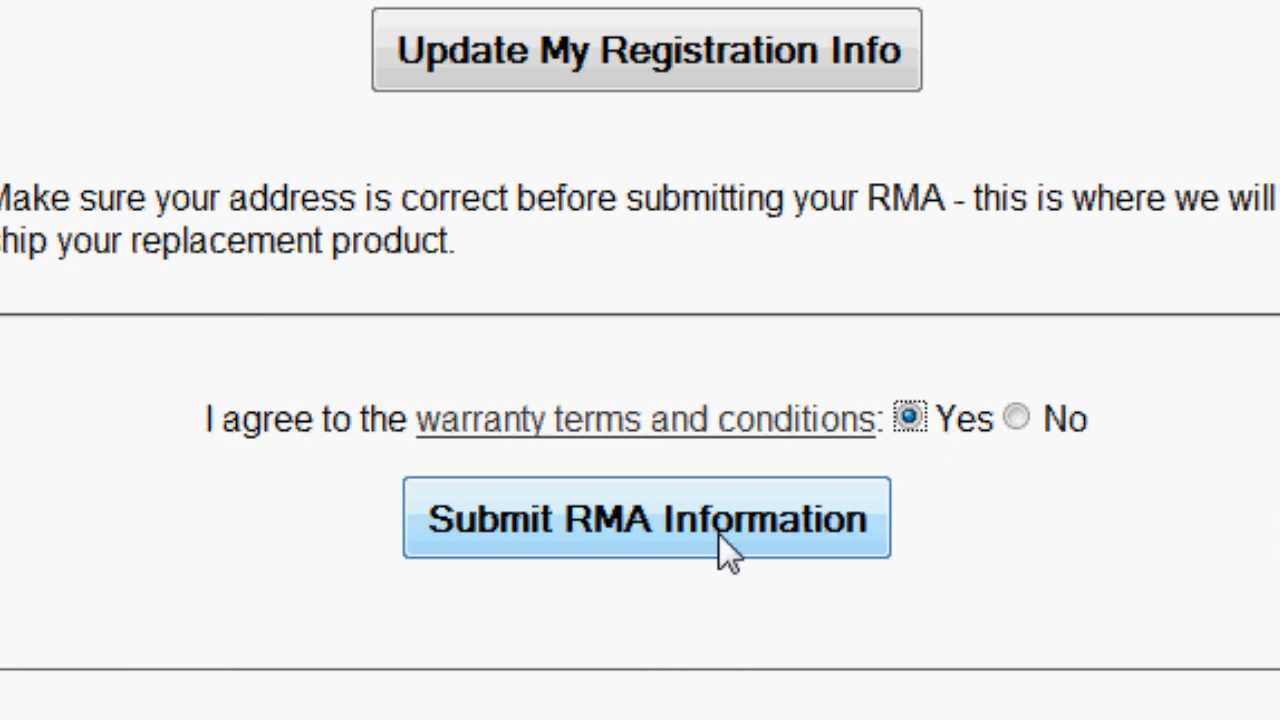 Update My Registration Info
Make sure your address is correct before submitting your RMA - this is where we will
ship your replacement product.
I agree to the warranty terms and conditions: Yes No
Submit RMA Information